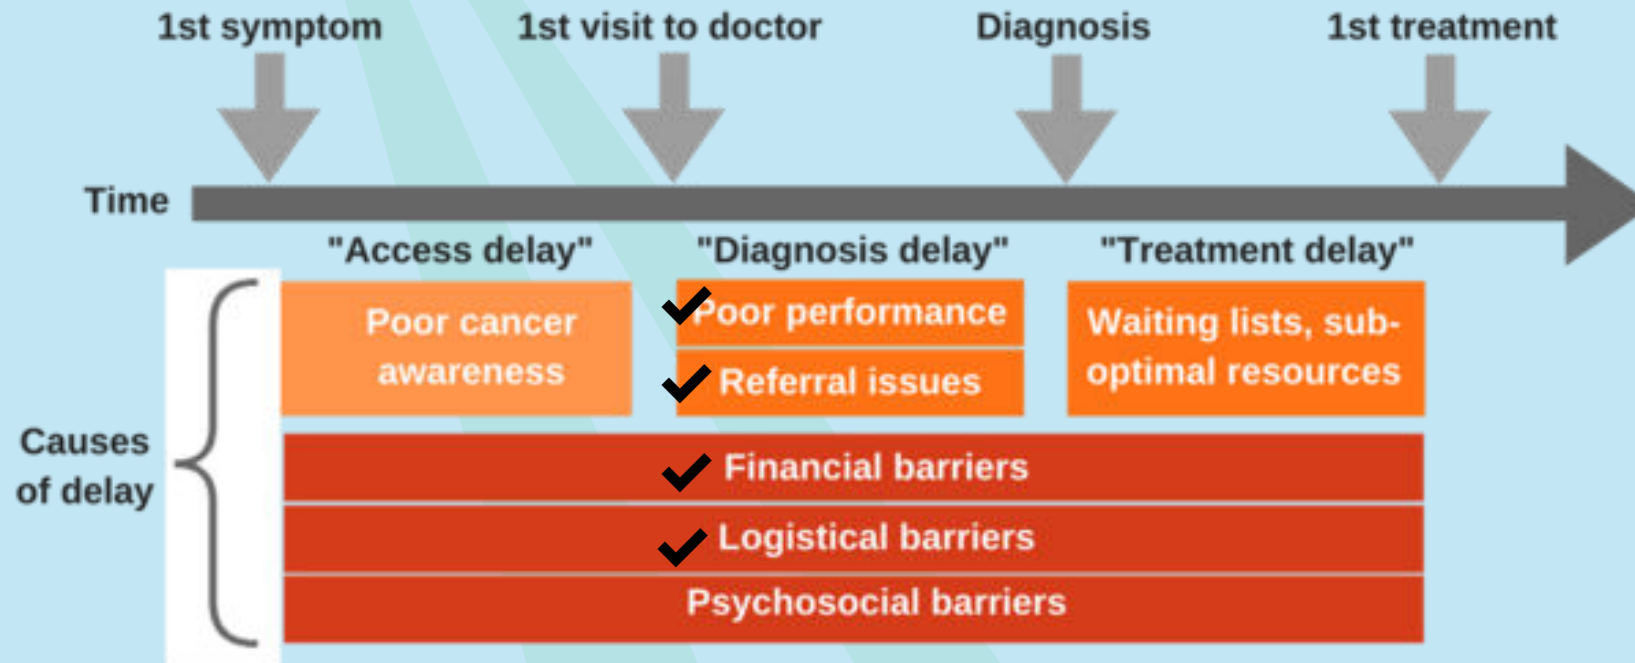 1st symptom
1st visit to doctor
Diagnosis
1st treatment
Time
"Access delay"
"Diagnosis delay"
"Treatment delay"
Causes
of delay
Poor cancer
awareness
Poor performance
Referral issues
Waiting lists, sub-
optimal resources
Financial barriers
Logistical barriers
Psychosocial barriers